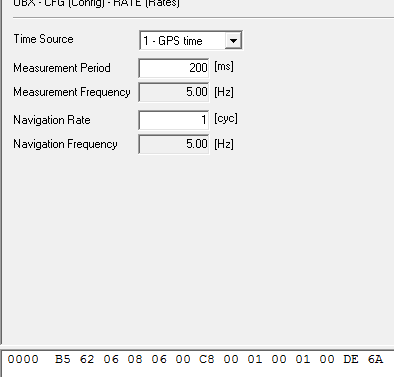 UBX - CFG (Config) - RATE (Rates)
Time Source 1 - GPS time
Measurement Period 200 [ms]
Measurement Frequency 5.00 [Hz]
Navigation Rate 1 [cyc]
Navigation Frequency 5.00 [Hz]
0000 B5 62 06 08 06 00 C8 00 01 00 01 00 DE 6A